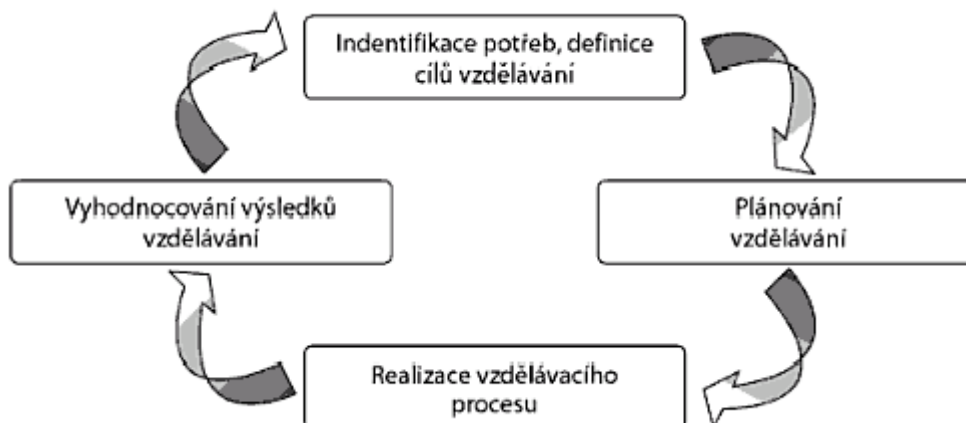 Indentifikace potřeb, definice
cílů vzdělávání
Vyhodnocování výsledků
vzdělávání
Plánování
vzdělávání
Realizace vzdělávacího
procesu